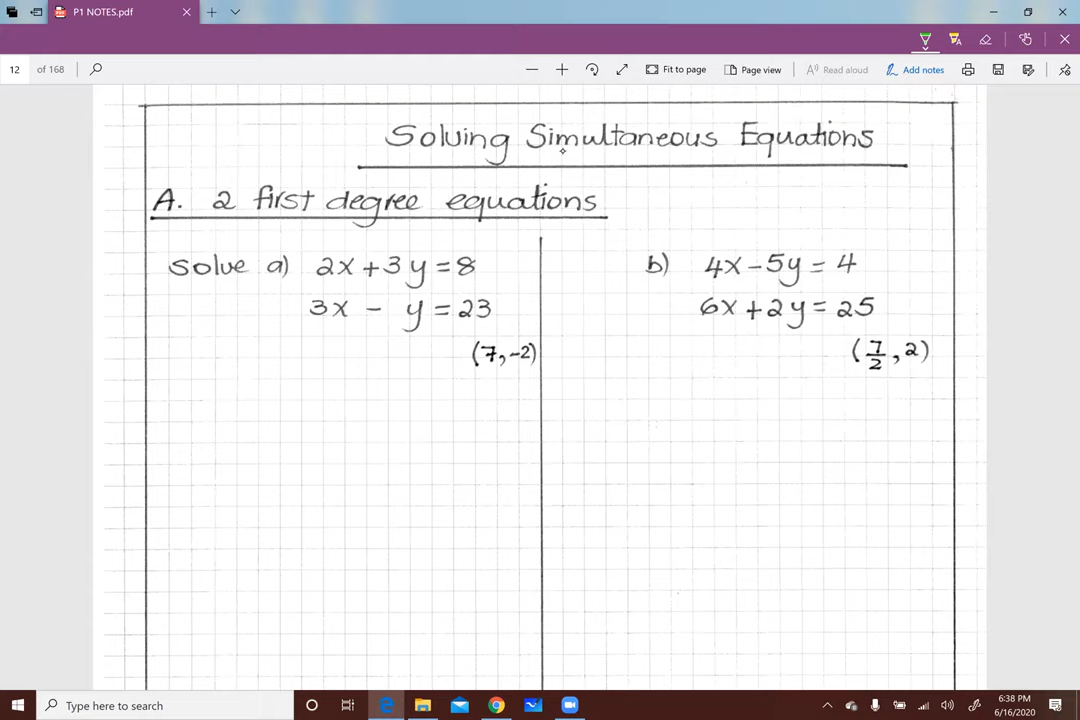 P1 NOTES.pdf
12 of 168
Fit to page
Page view
Read aloud
Add notes
Solving Simultaneous Equations
A. 2 first degree equations
Solve a) 2x + 3y = 8
3x - y = 23
(7, -2)
b) 4x - 5y = 4
6x + 2y = 25
(7/2, 2)
Type here to search
6:38 PM
6/16/2020